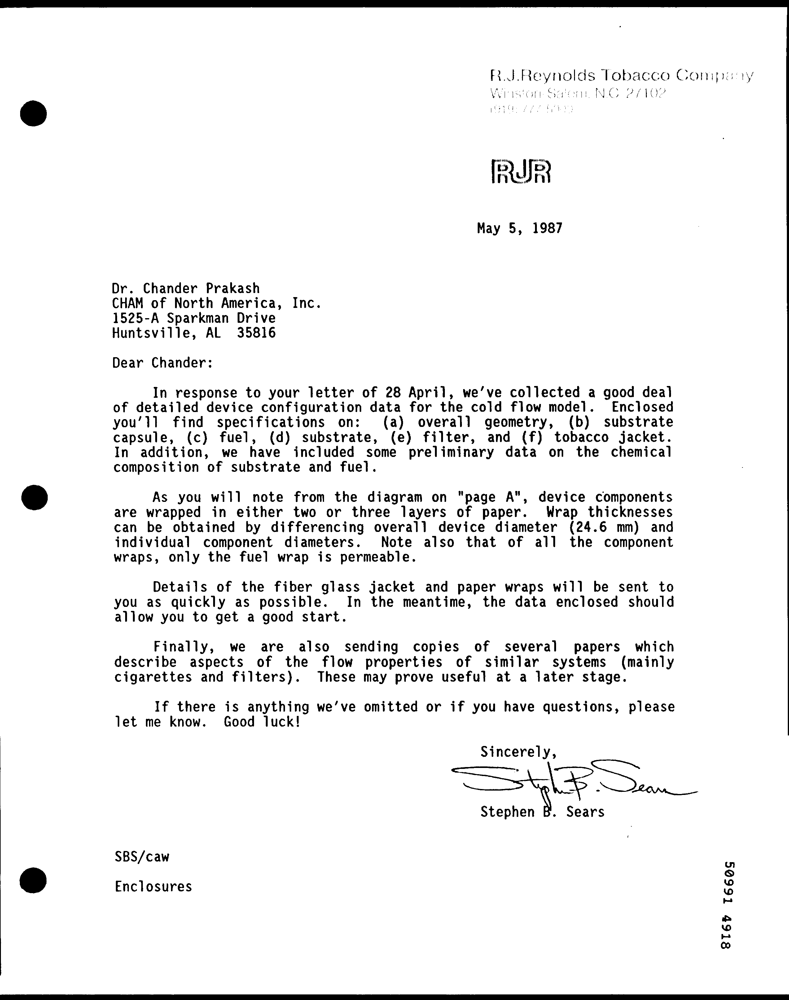 R.J.Reynolds Tobacco Company
Winston-Salem, N.C. 27102
RJR
May 5, 1987
Dr. Chander Prakash
CHAM of North America, Inc.
1525-A Sparkman Drive
Huntsville, AL 35816
Dear Chander:
In response to your letter of 28 April, we've collected a good deal
of detailed device configuration data for the cold flow model. Enclosed
you'll find specifications on: (a) overall geometry, (b) substrate
capsule, (c) fuel, (d) substrate, (e) filter, and (f) tobacco jacket.
In addition, we have included some preliminary data on the chemical
composition of substrate and fuel.
As you will note from the diagram on "page A", device components
are wrapped in either two or three layers of paper. Wrap thicknesses
can be obtained by differencing overall device diameter (24.6 mm) and
individual component diameters. Note also that of all the component
wraps, only the fuel wrap is permeable.
Details of the fiber glass jacket and paper wraps will be sent to
you as quickly as possible. In the meantime, the data enclosed should
allow you to get a good start.
Finally, we are also sending copies of several papers which
describe aspects of the flow properties of similar systems (mainly
cigarettes and filters). These may prove useful at a later stage.
If there is anything we've omitted or if you have questions, please
let me know. Good luck!
Sincerely,
Stephen B. Sears
Stephen B. Sears
SBS/caw
Enclosures
50991 4918